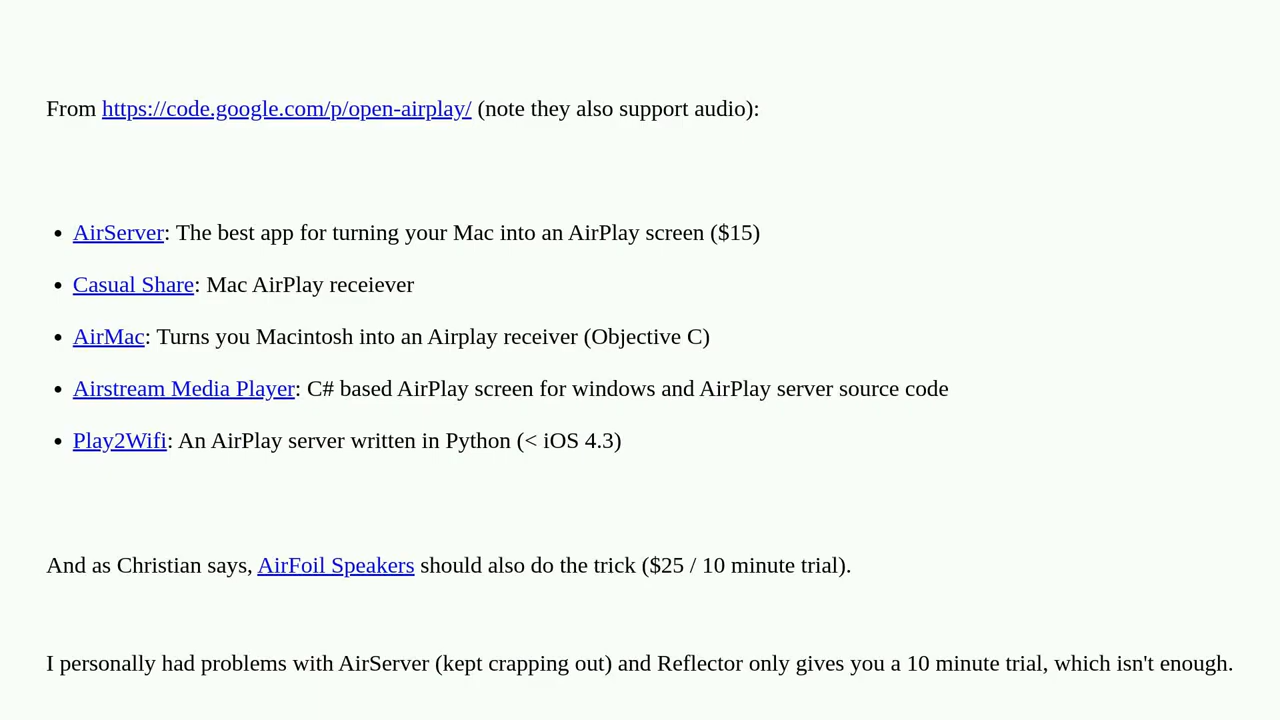 From https://code.google.com/p/open-airplay/ (note they also support audio):
• AirServer: The best app for turning your Mac into an AirPlay screen ($15)
• Casual Share: Mac AirPlay receiever
• AirMac: Turns you Macintosh into an Airplay receiver (Objective C)
• Airstream Media Player: C# based AirPlay screen for windows and AirPlay server source code
• Play2Wifi: An AirPlay server written in Python (< iOS 4.3)
And as Christian says, AirFoil Speakers should also do the trick ($25 / 10 minute trial).
I personally had problems with AirServer (kept crapping out) and Reflector only gives you a 10 minute trial, which isn't enough.